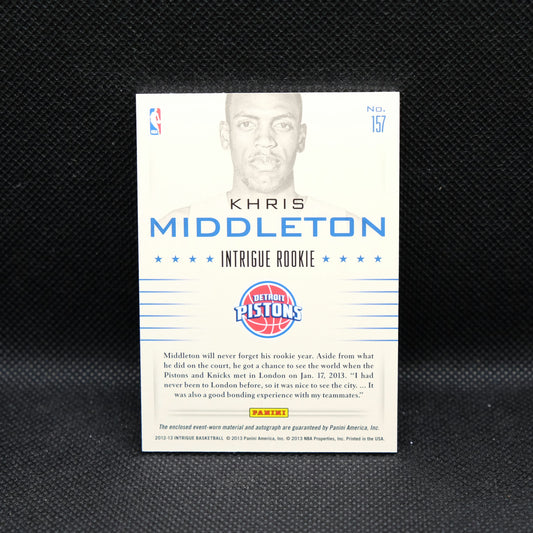 No.
157
KHRIS
MIDDLETON
INTRIGUE ROOKIE
DETROIT
PISTONS
Middleton will never forget his rookie year. Aside from what
he did on the court, he got a chance to see the world when the
Pistons and Knicks met in London on Jan. 17, 2013. “I had
never been to London before, so it was nice to see the city. ... It
was also a good bonding experience with my teammates.”
PANINI
The enclosed event-worn material and autograph are guaranteed by Panini America, Inc.
2012-13 INTRIGUE BASKETBALL © 2013 Panini America, Inc. © 2013 NBA Properties, Inc. Printed in the USA.